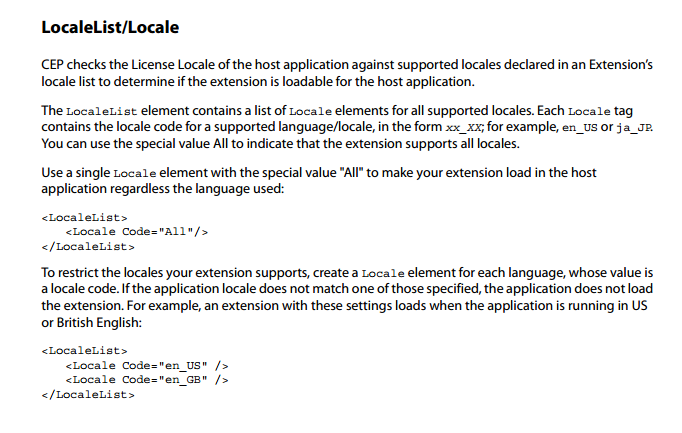 LocaleList/Locale
CEP checks the License Locale of the host application against supported locales declared in an Extension’s
locale list to determine if the extension is loadable for the host application.
The LocaleList element contains a list of Locale elements for all supported locales. Each Locale tag
contains the locale code for a supported language/locale, in the form xx_XX; for example, en_US or ja_JP.
You can use the special value All to indicate that the extension supports all locales.
Use a single Locale element with the special value "All" to make your extension load in the host
application regardless the language used:
<LocaleList>
<Locale Code="All"/>
</LocaleList>
To restrict the locales your extension supports, create a Locale element for each language, whose value is
a locale code. If the application locale does not match one of those specified, the application does not load
the extension. For example, an extension with these settings loads when the application is running in US
or British English:
<LocaleList>
<Locale Code="en_US" />
<Locale Code="en_GB" />
</LocaleList>